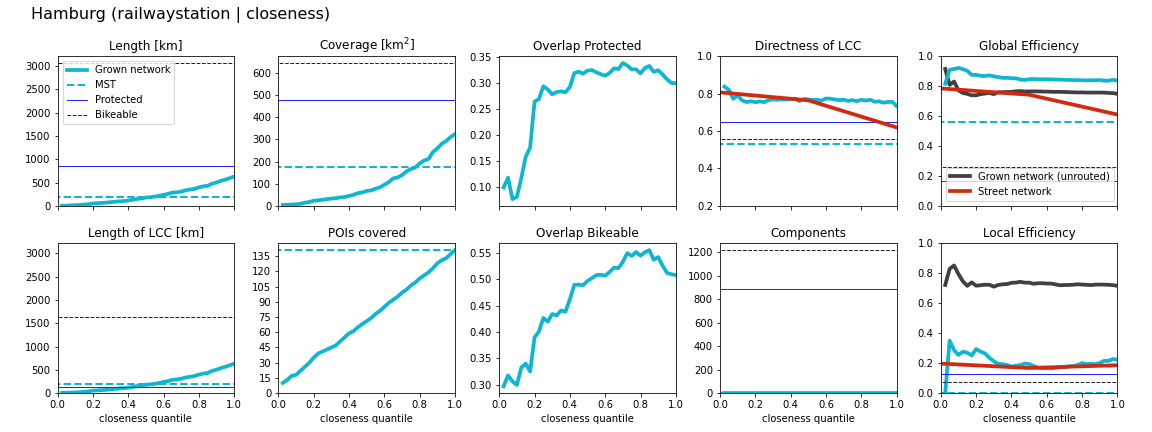 Hamburg (railwaystation | closeness)
Length [km]
3000
2500
2000
1500
1000
500
0
Grown network
MST
Protected
Bikeable
Coverage [km²]
600
500
400
300
200
100
0
Overlap Protected
0.35
0.30
0.25
0.20
0.15
0.10
Directness of LCC
1.0
0.8
0.6
0.4
0.2
Global Efficiency
1.0
0.8
0.6
0.4
0.2
0.0
Grown network (unrouted)
Street network
Length of LCC [km]
3000
2500
2000
1500
1000
500
0
0.0 0.2 0.4 0.6 0.8 1.0
closeness quantile
POIs covered
135
120
105
90
75
60
45
30
15
0
0.0 0.2 0.4 0.6 0.8 1.0
closeness quantile
Overlap Bikeable
0.55
0.50
0.45
0.40
0.35
0.30
0.0 0.2 0.4 0.6 0.8 1.0
closeness quantile
Components
1200
1000
800
600
400
200
0
0.0 0.2 0.4 0.6 0.8 1.0
closeness quantile
Local Efficiency
1.0
0.8
0.6
0.4
0.2
0.0
0.0 0.2 0.4 0.6 0.8 1.0
closeness quantile